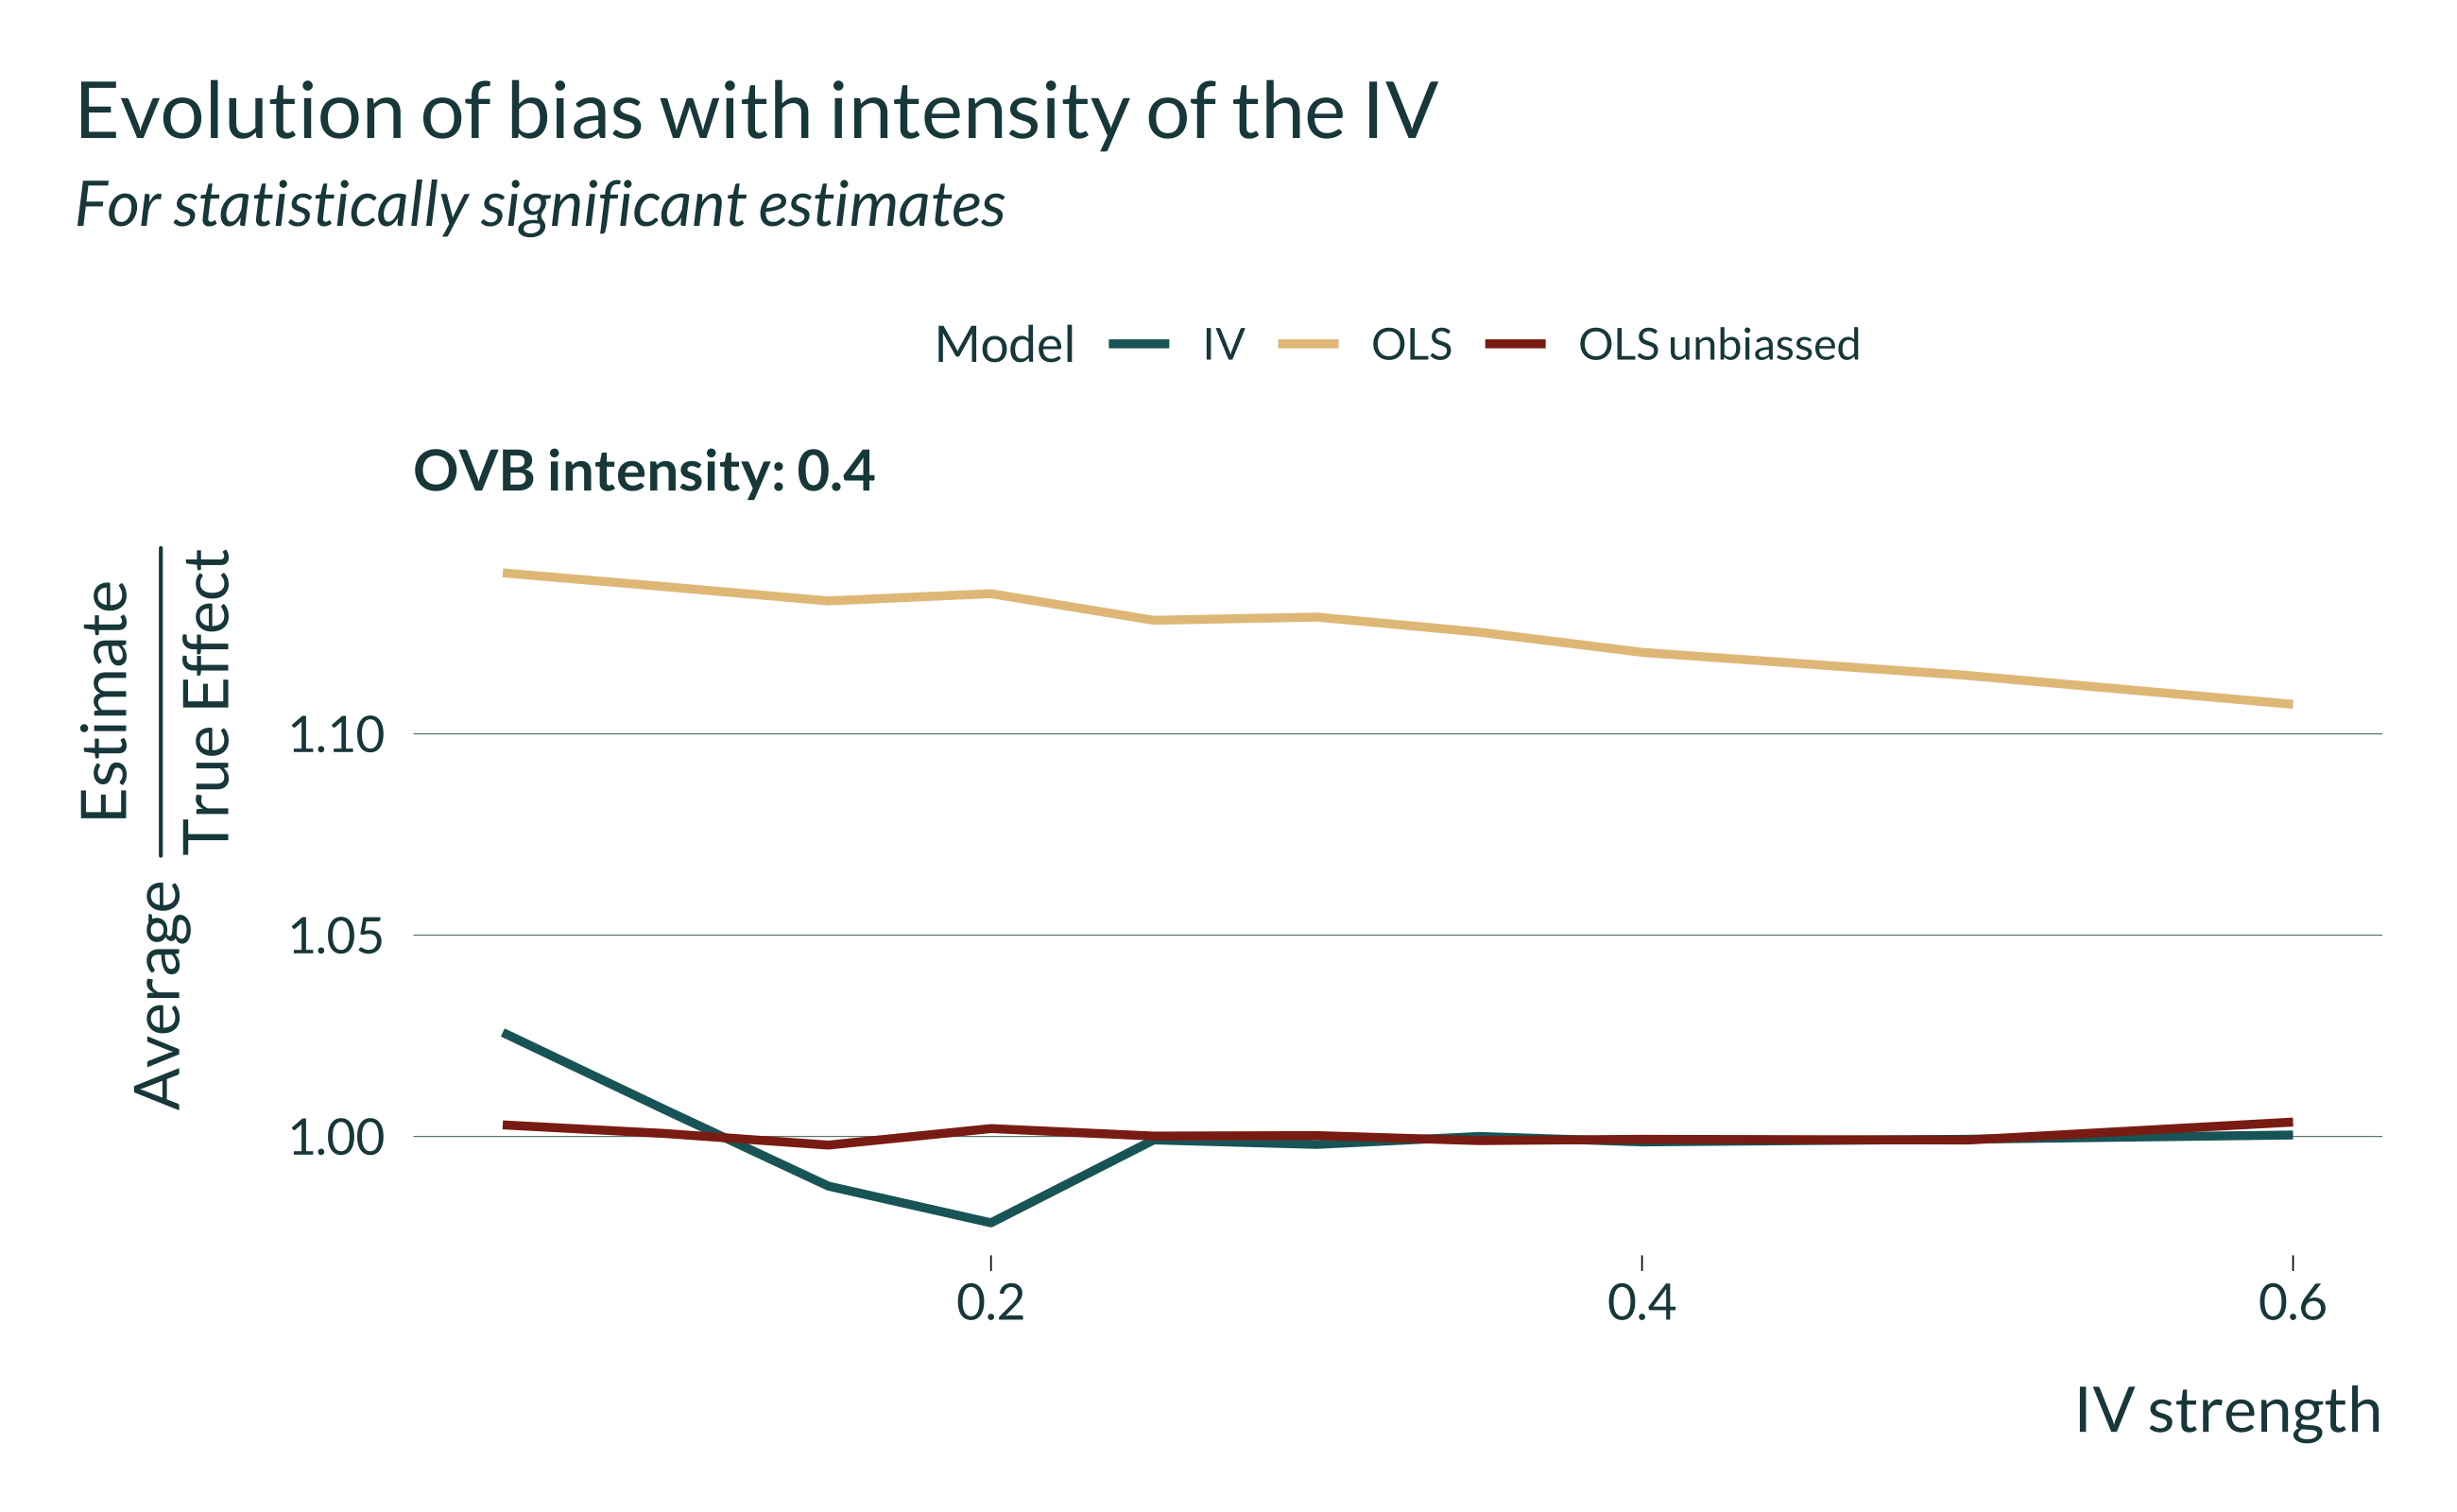 Evolution of bias with intensity of the IV
For statistically significant estimates
Model IV OLS OLS unbiassed
OVB intensity: 0.4
Average Estimate
True Effect
1.10
1.05
1.00
0.2 0.4 0.6
IV strength